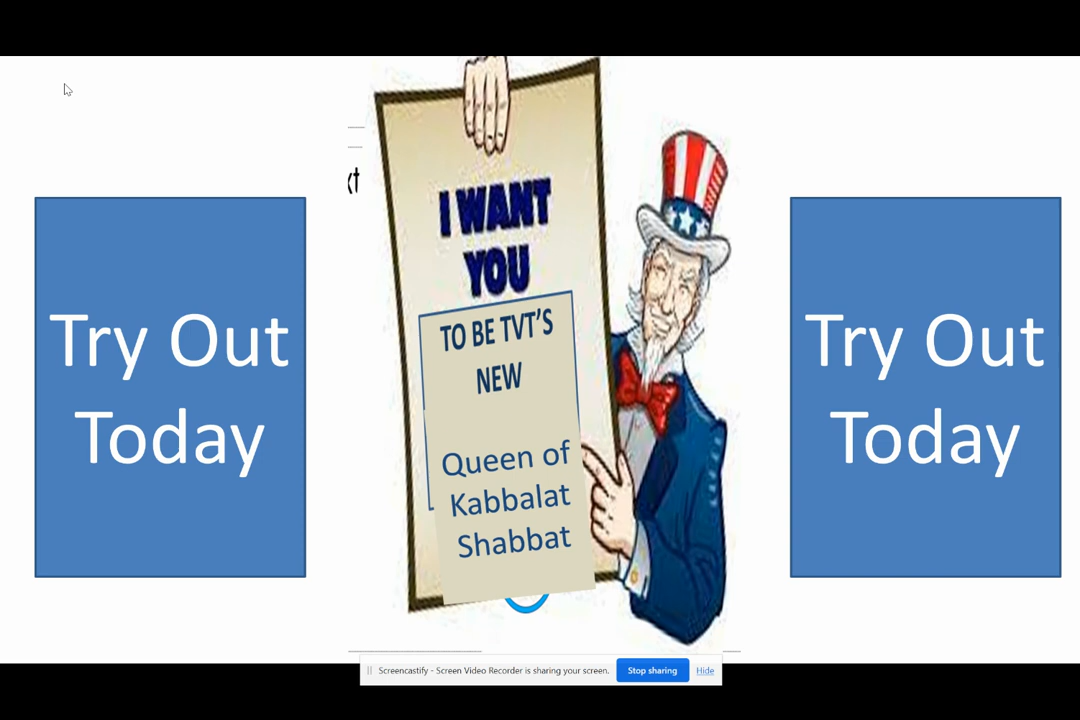 Try Out
Today
xt
I WANT
YOU
TO BE TVT'S
NEW
Queen of
Kabbalat
Shabbat
Try Out
Today
Screencastify - Screen Video Recorder is sharing your screen.
Stop sharing
Hide